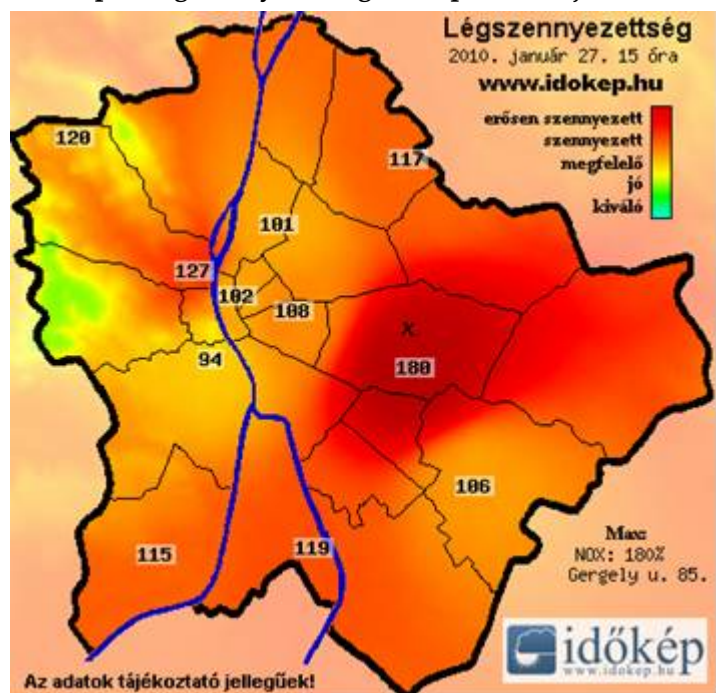 Légszennyezettség
2010. január 27. 15 óra
www.idokep.hu
erősen szennyezett
szennyezett
megfelelő
jó
kiváló
120
117
101
127
102
108
94
X
180
106
115
119
Max:
NOX: 180%
Gergely u. 85.
időkép
www.idokep.hu
Az adatok tájékoztató jellegűek!